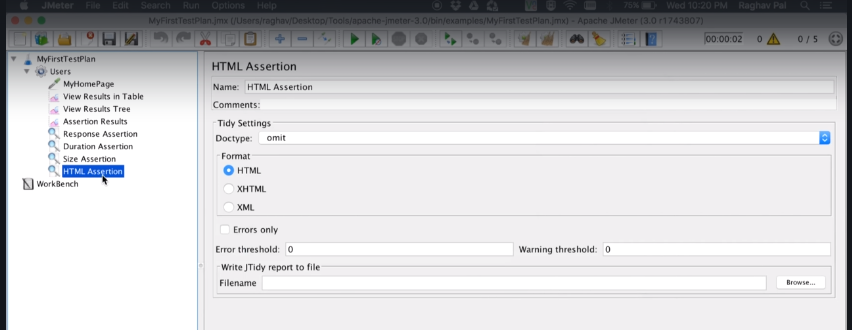 JMeter File Edit Search Run Options Help 76% Wed 10:20 PM Raghav Pal
MyFirstTestPlan.jmx (/Users/raghav/Desktop/Tools/apache-jmeter-3.0/bin/examples/MyFirstTestPlan.jmx) - Apache JMeter (3.0 r1743807)
00:00:02 0 0 / 5
MyFirstTestPlan
Users
MyHomePage
View Results in Table
View Results Tree
Assertion Results
Response Assertion
Duration Assertion
Size Assertion
HTML Assertion
WorkBench
HTML Assertion
Name: HTML Assertion
Comments:
Tidy Settings
Doctype: omit
Format
HTML
XHTML
XML
Errors only
Error threshold: 0 Warning threshold: 0
Write JTidy report to file
Filename Browse...